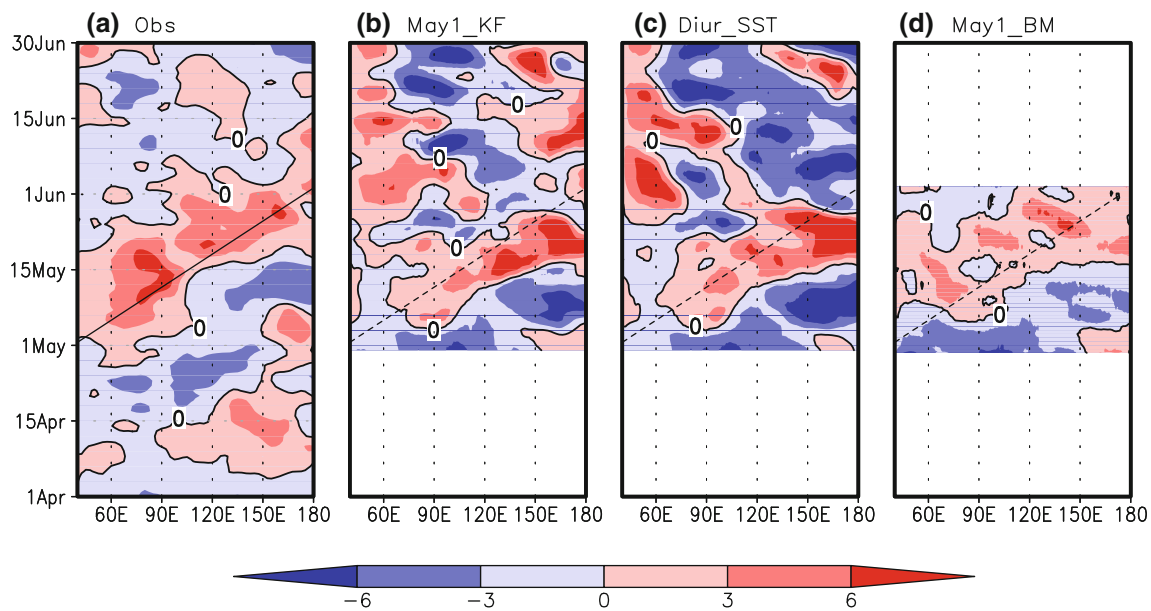 (a) Obs (b) May1_KF (c) Diur_SST (d) May1_BM
30Jun
0
15Jun
0 0 0
0
1Jun
0 0
0
15May
0
0 0 0
1May
15Apr
0
1Apr
60E 90E 120E 150E 180 60E 90E 120E 150E 180 60E 90E 120E 150E 180 60E 90E 120E 150E 180
−6 −3 0 3 6